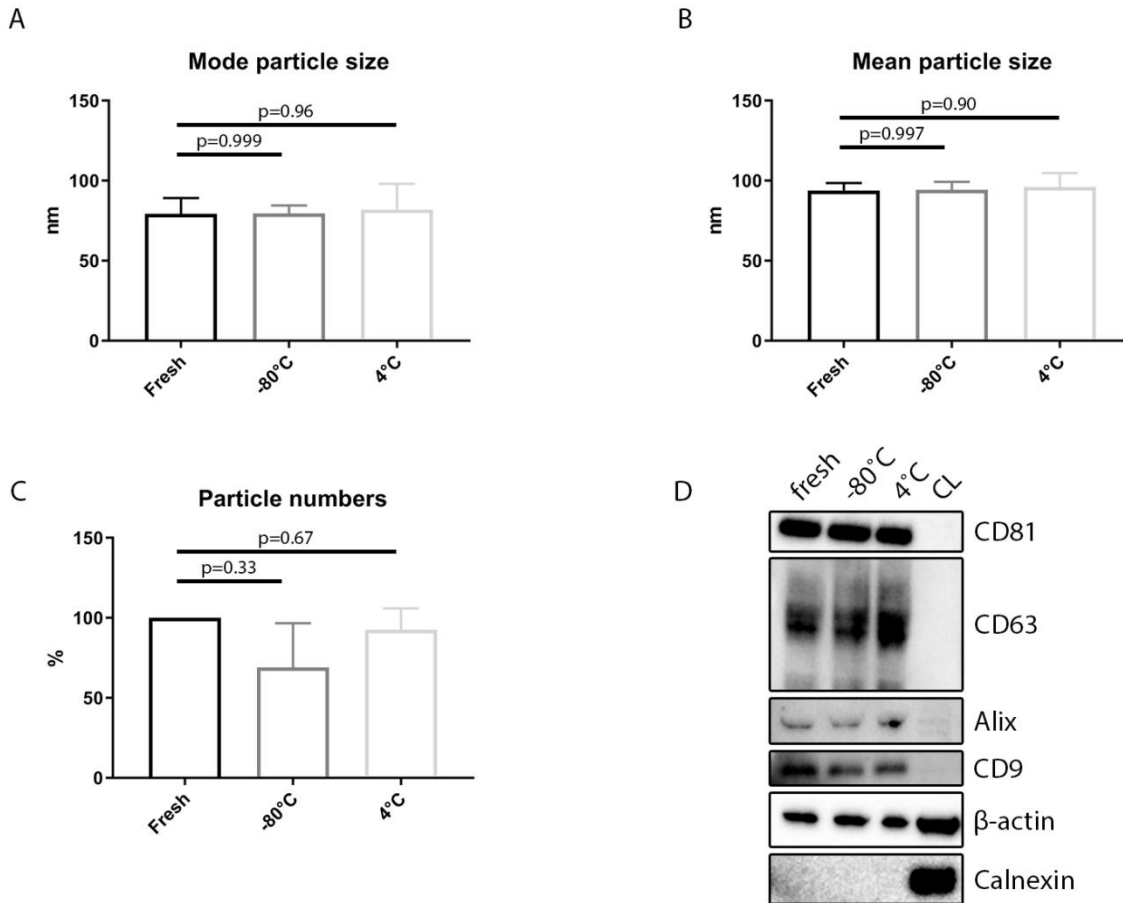 A
Mode particle size
150
100
50
0
nm
p=0.96
p=0.999
Fresh
-80°C
4°C
B
Mean particle size
150
100
50
0
nm
p=0.90
p=0.997
Fresh
-80°C
4°C
C
Particle numbers
150
100
50
0
%
p=0.67
p=0.33
Fresh
-80°C
4°C
D
fresh
-80°C
4°C
CL
CD81
CD63
Alix
CD9
β-actin
Calnexin